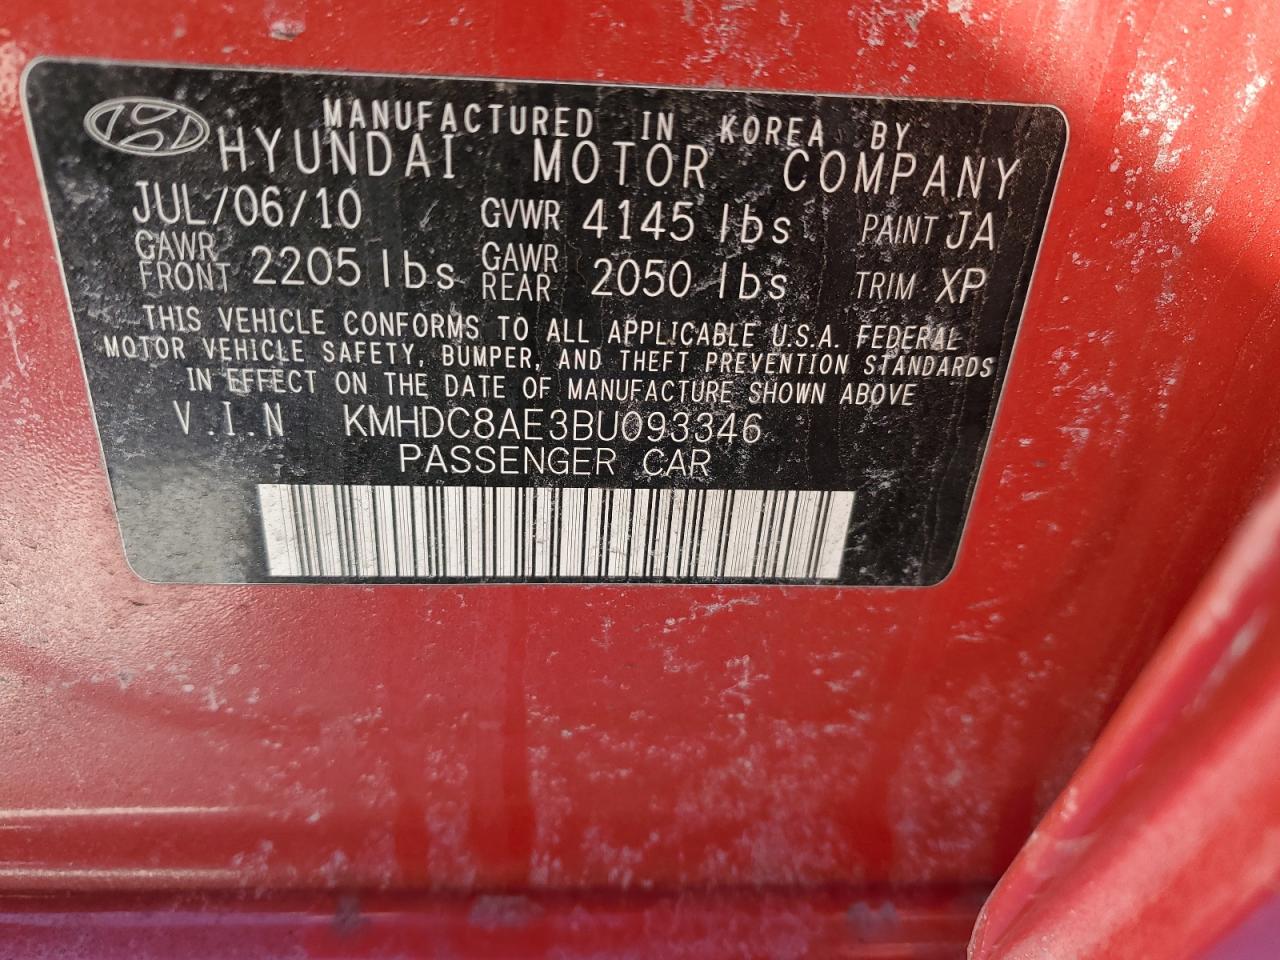 MANUFACTURED IN KOREA BY
HYUNDAI MOTOR COMPANY
JUL/06/10 GVWR 4145 lbs PAINT JA
GAWR FRONT 2205 lbs GAWR REAR 2050 lbs TRIM XP
THIS VEHICLE CONFORMS TO ALL APPLICABLE U.S.A. FEDERAL
MOTOR VEHICLE SAFETY, BUMPER, AND THEFT PREVENTION STANDARDS
IN EFFECT ON THE DATE OF MANUFACTURE SHOWN ABOVE
V.I.N KMHDC8AE3BU093346
PASSENGER CAR